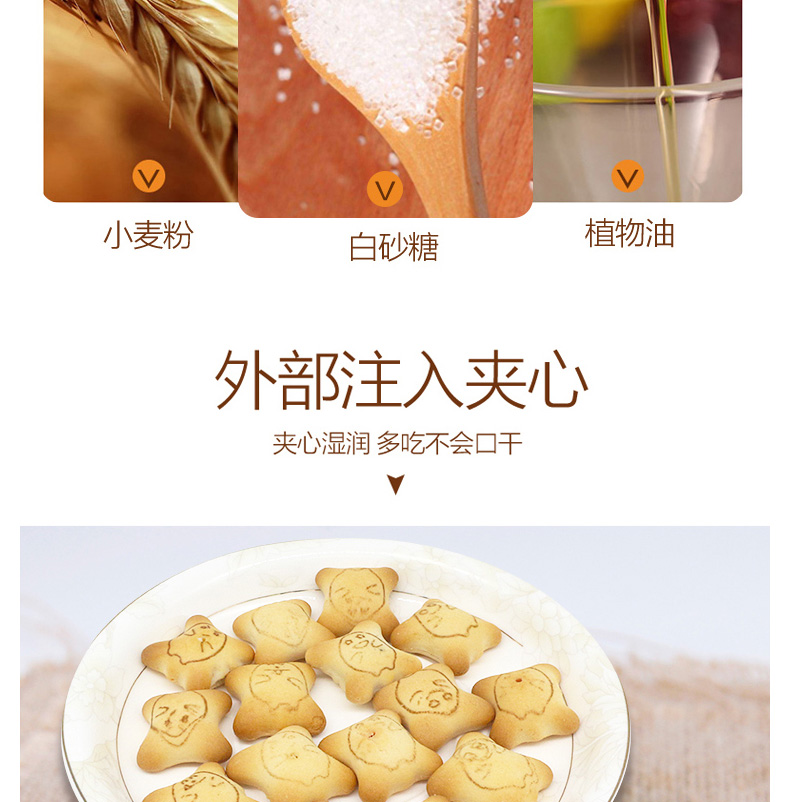 小麦粉
白砂糖
植物油
外部注入夹心
夹心湿润 多吃不会口干